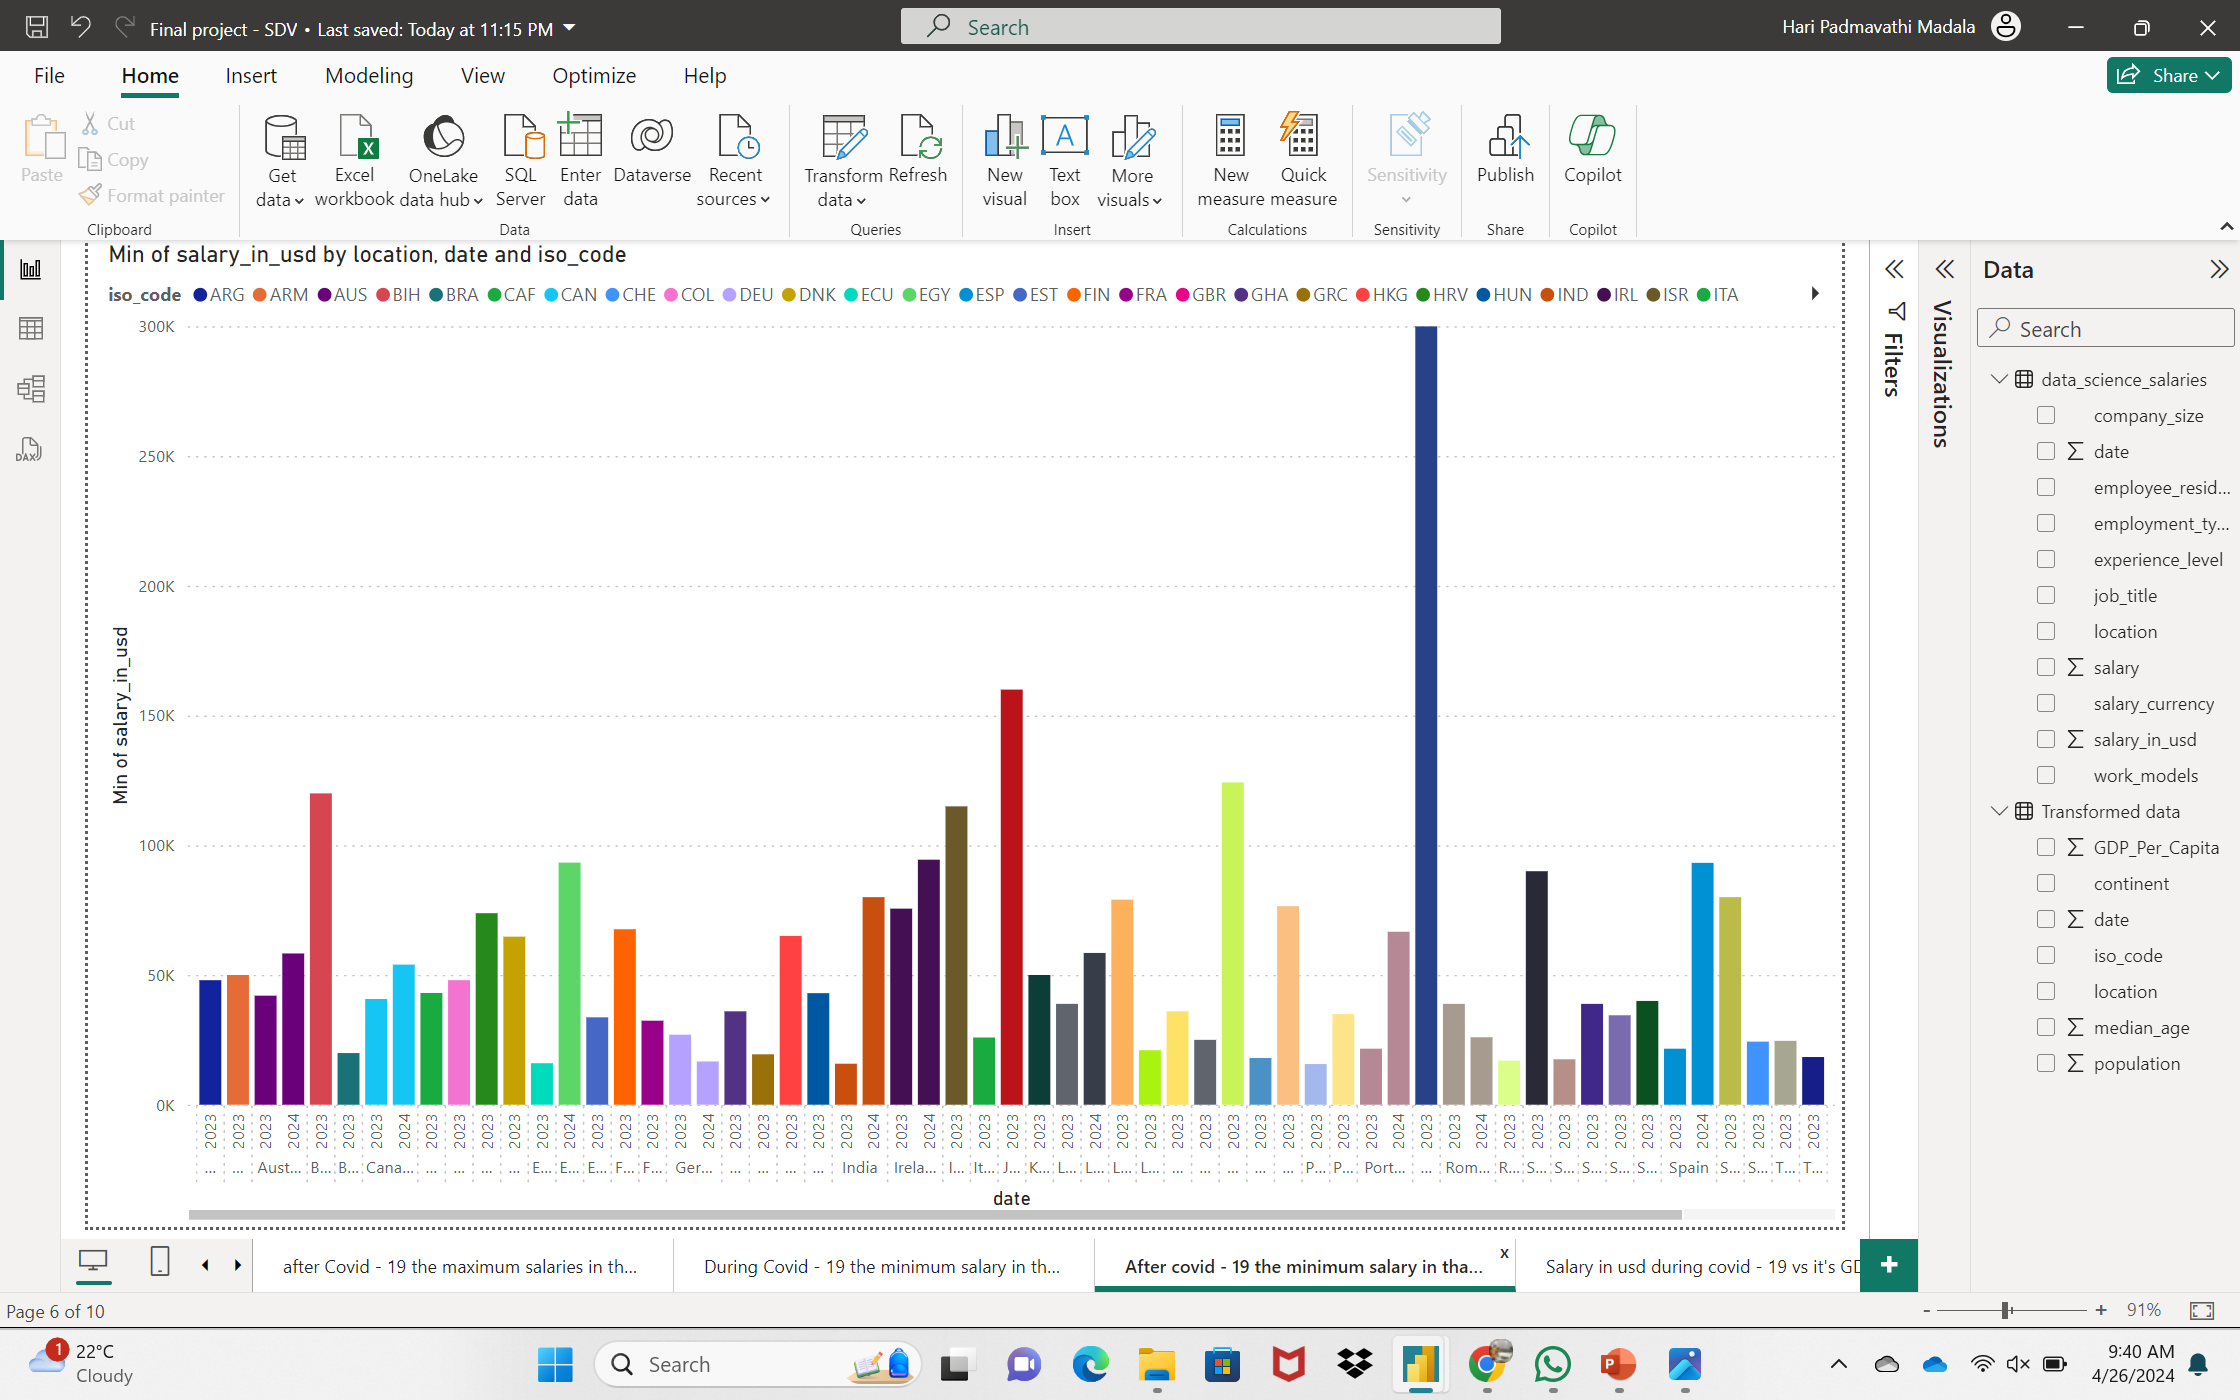 Final project - SDV • Last saved: Today at 11:15 PM
Search
Hari Padmavathi Madala
File Home Insert Modeling View Optimize Help
Share
Paste
Cut
Copy
Format painter
Clipboard
Get data
Excel workbook
OneLake data hub
SQL Server
Enter data
Dataverse
Recent sources
Data
Transform data
Refresh
Queries
New visual
Text box
More visuals
Insert
New measure
Quick measure
Calculations
Sensitivity
Sensitivity
Publish
Share
Copilot
Copilot
DAX
Min of salary_in_usd by location, date and iso_code
iso_code ARG ARM AUS BIH BRA CAF CAN CHE COL DEU DNK ECU EGY ESP EST FIN FRA GBR GHA GRC HKG HRV HUN IND IRL ISR ITA
Min of salary_in_usd
300K
250K
200K
150K
100K
50K
0K
2023 2023 2023 2024 2023 2023 2023 2024 2023 2023 2023 2023 2023 2024 2023 2023 2023 2023 2024 2023 2023 2023 2023 2023 2024 2023 2024 2023 2023 2023 2023 2023 2024 2023 2023 2023 2023 2023 2023 2023 2023 2023 2023 2024 2023 2023 2024 2023 2023 2023 2023 2023 2023 2023 2024 2023 2023 2023 2023
... ... Aust... B... B... Cana... ... ... ... ... E... E... E... F... F... Ger... ... ... ... ... India Irela... I... It... J... K... L... L... L... L... ... ... ... ... ... P... P... Port... ... Rom... R... S... S... S... S... S... Spain S... S... T... T...
date
Filters
Visualizations
Data
Search
data_science_salaries
company_size
date
employee_resid...
employment_ty...
experience_level
job_title
location
salary
salary_currency
salary_in_usd
work_models
Transformed data
GDP_Per_Capita
continent
date
iso_code
location
median_age
population
after Covid - 19 the maximum salaries in th...
During Covid - 19 the minimum salary in th...
After covid - 19 the minimum salary in tha...
x
Salary in usd during covid - 19 vs it's GD
+
Page 6 of 10
- + 91%
1
22°C
Cloudy
Search
9:40 AM
4/26/2024